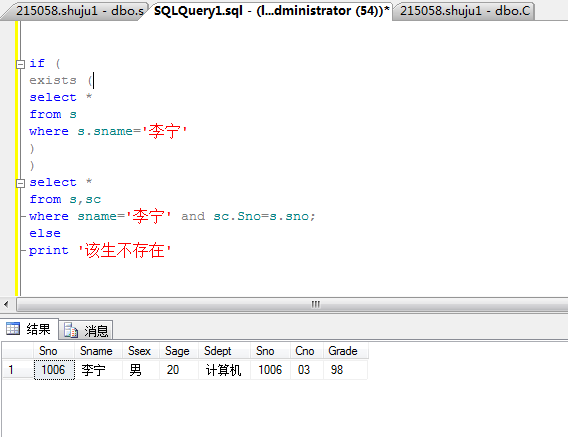 215058.shuju1 - dbo.s SQLQuery1.sql - (l...dministrator (54))* 215058.shuju1 - dbo.C
if (
exists (
select *
from s
where s.sname='李宁'
)
)
select *
from s,sc
where sname='李宁' and sc.Sno=s.sno;
else
print '该生不存在'
结果 消息
Sno Sname Ssex Sage Sdept Sno Cno Grade
1 1006 李宁 男 20 计算机 1006 03 98